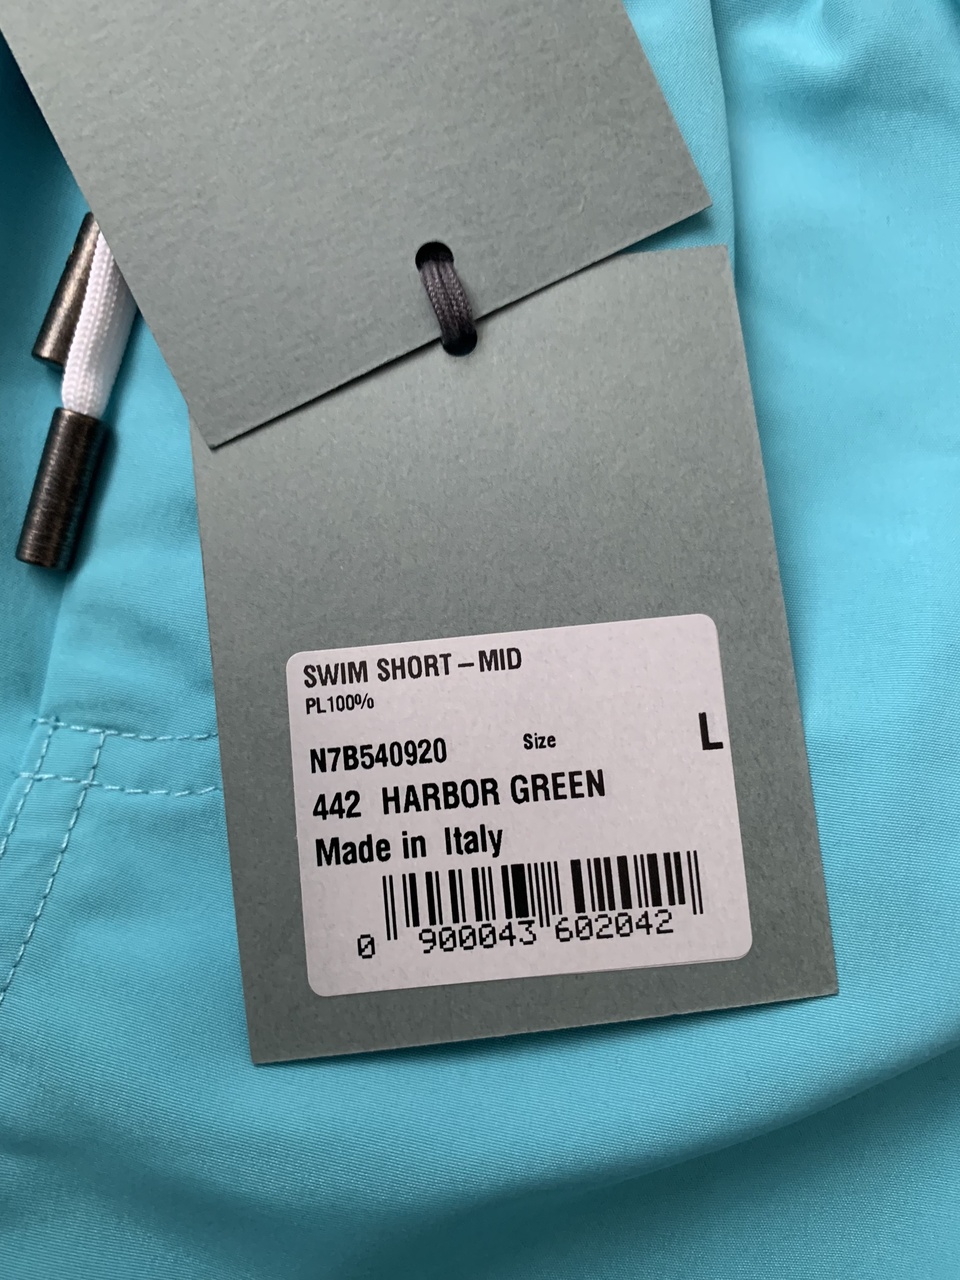 SWIM SHORT – MID
PL100%
N7B540920 Size L
442 HARBOR GREEN
Made in Italy
0 900043 602042